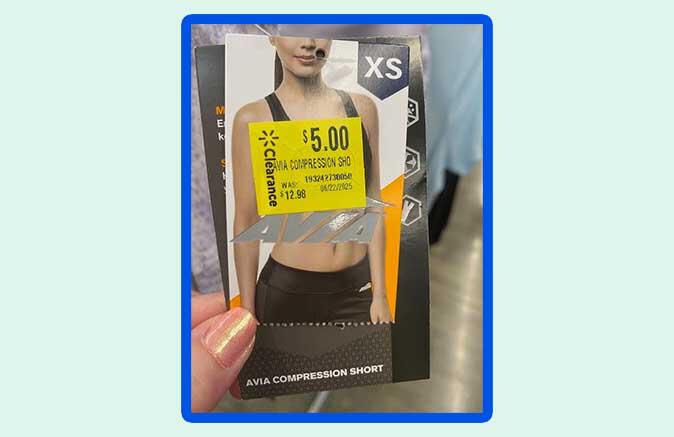 XS
$5.00
Clearance
AVIA COMPRESSION SHO
193242730050
WAS:
06/22/2025
$12.98
AVIA
AVIA COMPRESSION SHORT